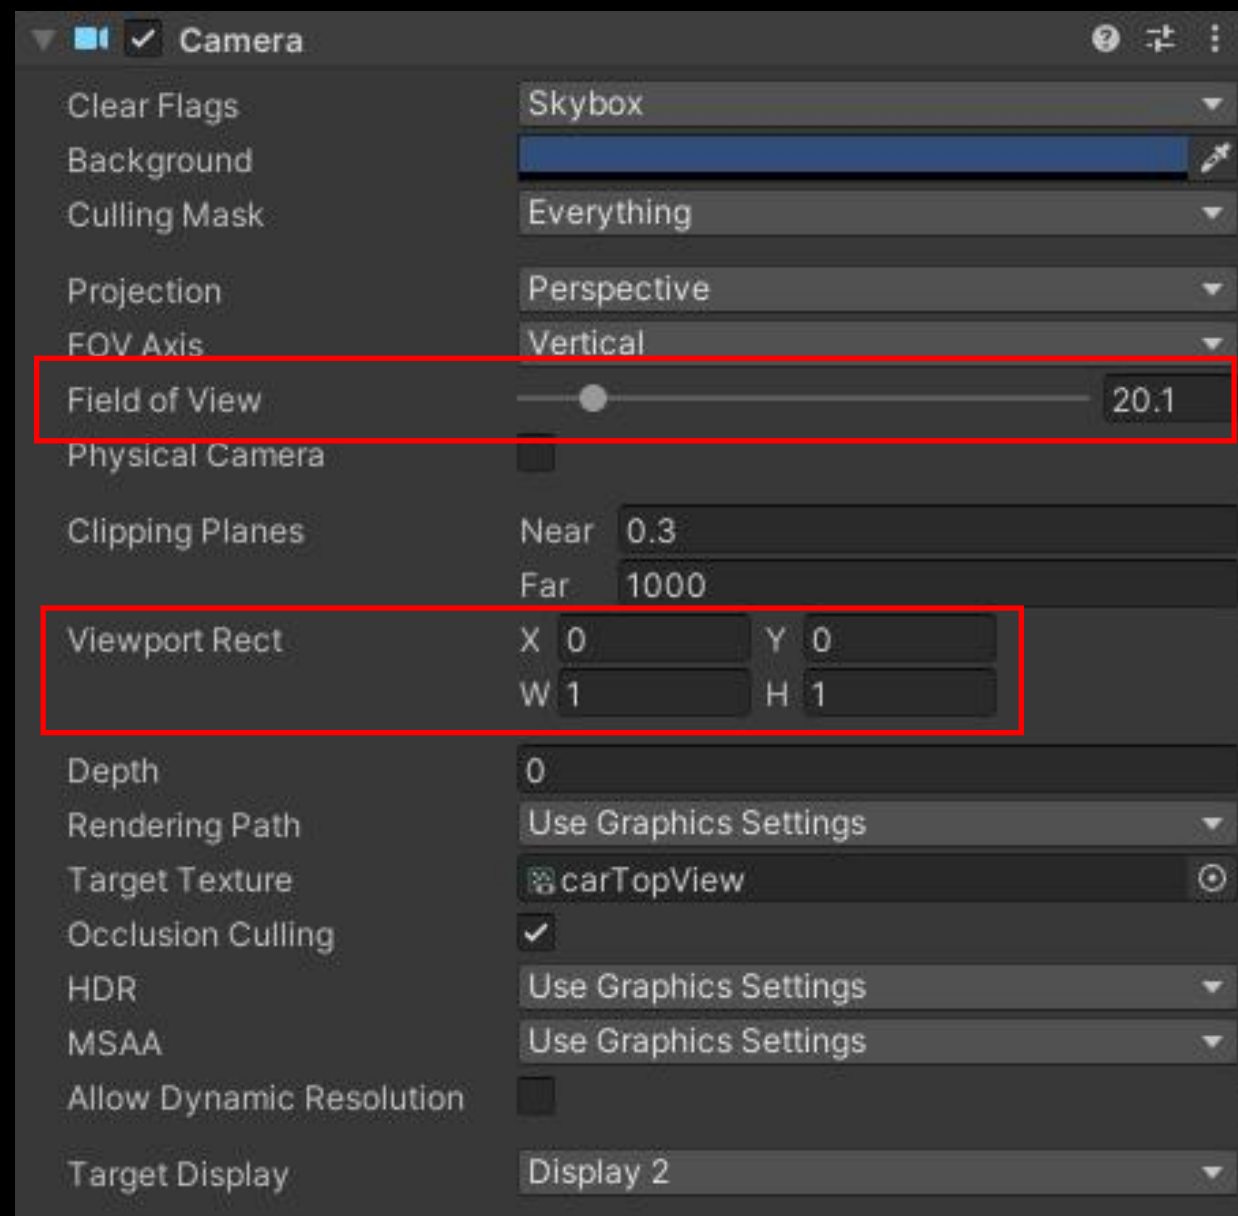 Camera
Clear Flags Skybox
Background
Culling Mask Everything
Projection Perspective
FOV Axis Vertical
Field of View 20.1
Physical Camera
Clipping Planes Near 0.3
Far 1000
Viewport Rect X 0 Y 0
W 1 H 1
Depth 0
Rendering Path Use Graphics Settings
Target Texture carTopView
Occlusion Culling
HDR Use Graphics Settings
MSAA Use Graphics Settings
Allow Dynamic Resolution
Target Display Display 2